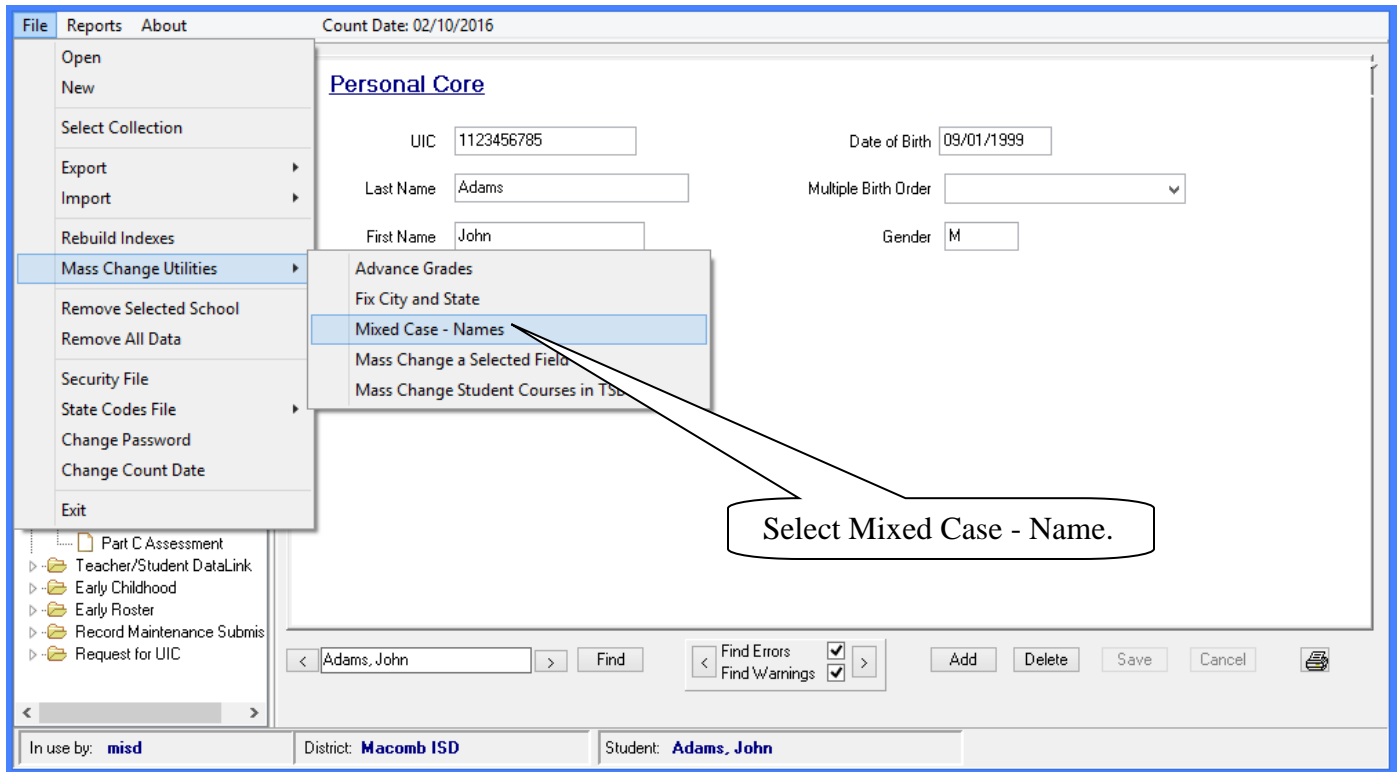 File Reports About Count Date: 02/10/2016
Open
New
Select Collection
Export
Import
Rebuild Indexes
Mass Change Utilities
Remove Selected School
Remove All Data
Security File
State Codes File
Change Password
Change Count Date
Exit
Personal Core
UIC 1123456785 Date of Birth 09/01/1999
Last Name Adams Multiple Birth Order
First Name John Gender M
Advance Grades
Fix City and State
Mixed Case - Names
Mass Change a Selected Field
Mass Change Student Courses in
Select Mixed Case - Name.
Part C Assessment
Teacher/Student DataLink
Early Childhood
Early Roster
Record Maintenance Submis
Request for UIC
< Adams, John > Find < Find Errors > Add Delete Save Cancel
Find Warnings
In use by: misd District: Macomb ISD Student: Adams, John